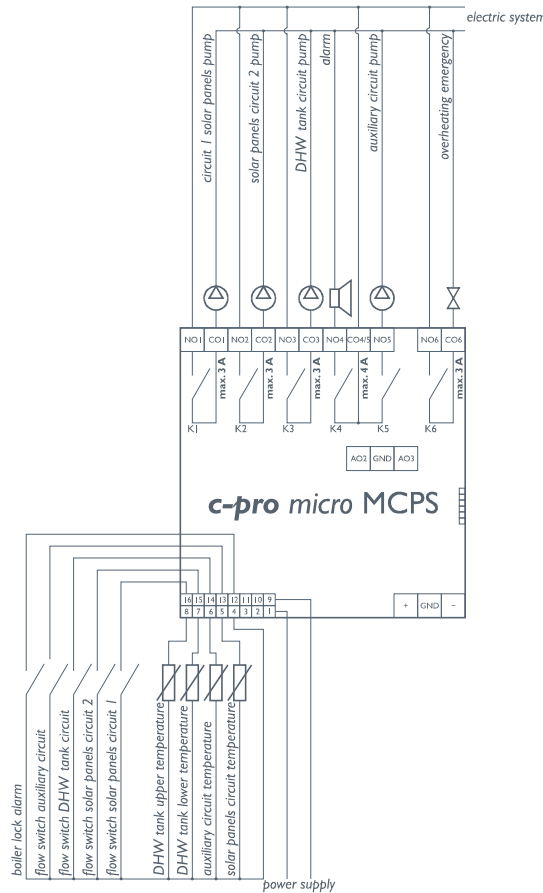 electric system
circuit 1 solar panels pump
solar panels circuit 2 pump
DHW tank circuit pump
alarm
auxiliary circuit pump
overheating emergency
NO1 CO1 NO2 CO2 NO3 CO3 NO4 CO4/5 NO5 NO6 CO6
max. 3 A
max. 3 A
max. 3 A
max. 4 A
max. 3 A
K1 K2 K3 K4 K5 K6
AO2 GND AO3
c-pro micro MCPS
16 15 14 13 12 11 10 9
8 7 6 5 4 3 2 1
+ GND −
boiler lock alarm
flow switch auxiliary circuit
flow switch DHW tank circuit
flow switch solar panels circuit 2
flow switch solar panels circuit 1
DHW tank upper temperature
DHW tank lower temperature
auxiliary circuit temperature
solar panels circuit temperature
power supply